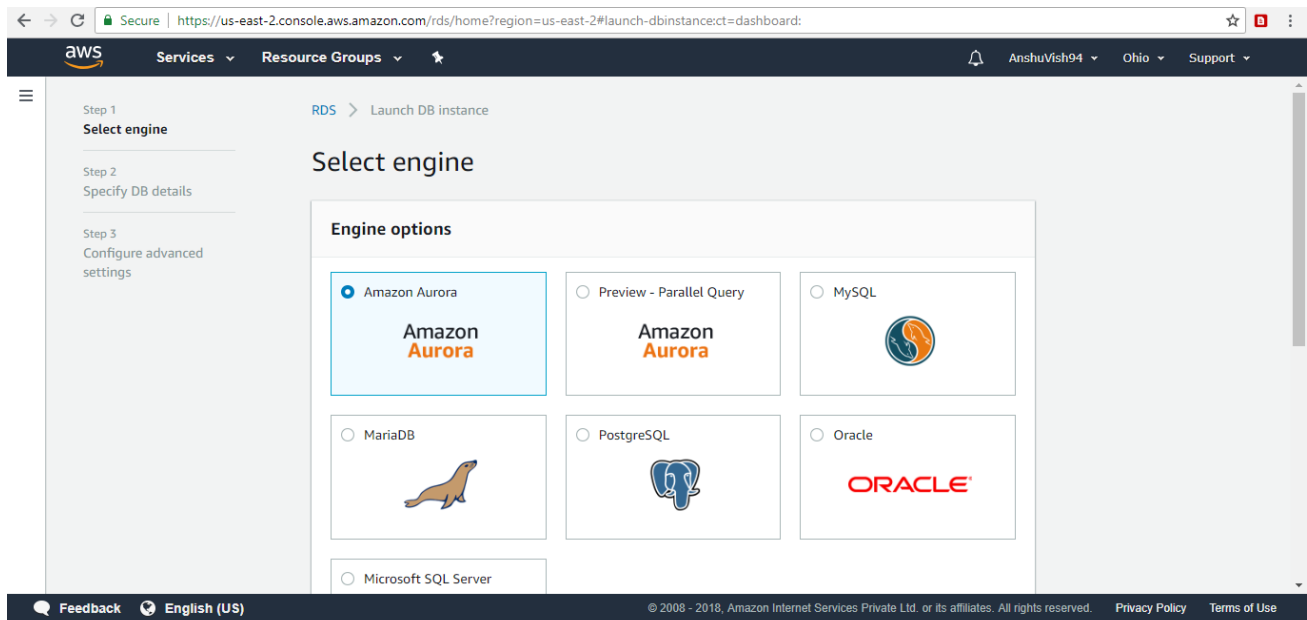 Secure | https://us-east-2.console.aws.amazon.com/rds/home?region=us-east-2#launch-dbinstance:ct=dashboard:
aws Services Resource Groups AnshuVish94 Ohio Support
Step 1
Select engine
Step 2
Specify DB details
Step 3
Configure advanced
settings
RDS > Launch DB instance
Select engine
Engine options
Amazon Aurora
Amazon
Aurora
Preview - Parallel Query
Amazon
Aurora
MySQL
MariaDB
PostgreSQL
Oracle
ORACLE
Microsoft SQL Server
Feedback English (US) © 2008 - 2018, Amazon Internet Services Private Ltd. or its affiliates. All rights reserved. Privacy Policy Terms of Use